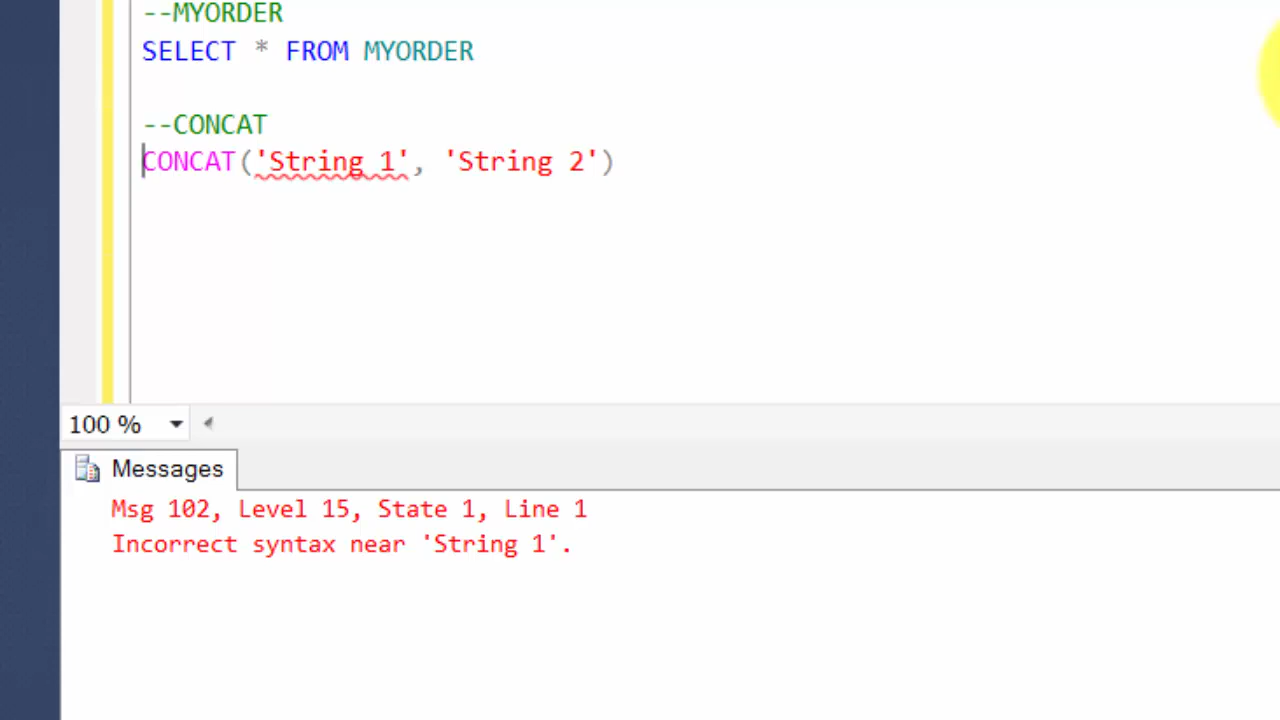 --MYORDER
SELECT * FROM MYORDER
--CONCAT
CONCAT('String 1', 'String 2')
100 %
Messages
Msg 102, Level 15, State 1, Line 1
Incorrect syntax near 'String 1'.